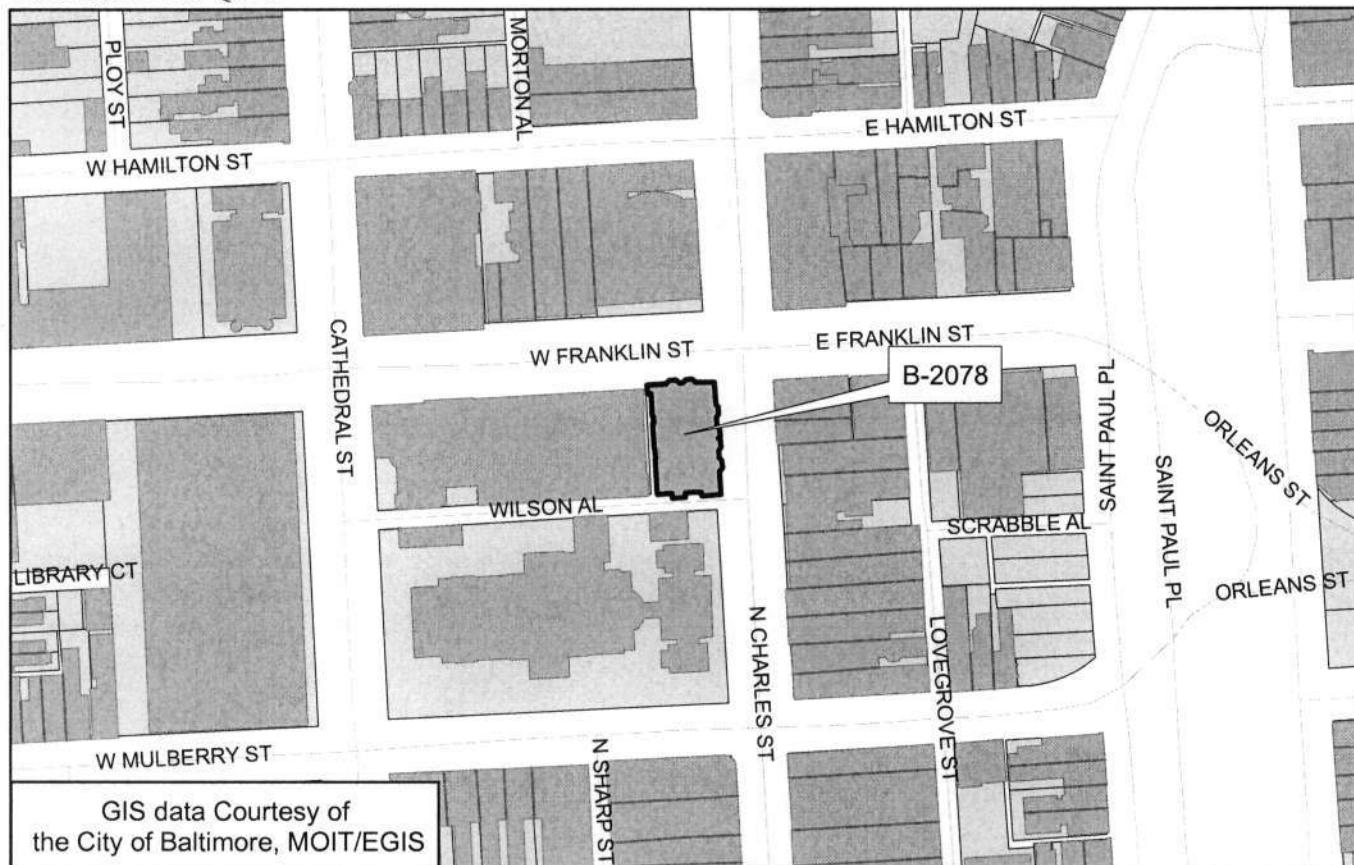 PLOY ST
MORTON AL
E HAMILTON ST
W HAMILTON ST
CATHEDRAL ST
W FRANKLIN ST
E FRANKLIN ST
B-2078
SAINT PAUL PL
ORLEANS ST
SAINT PAUL PL
WILSON AL
SCRABBLE AL
LIBRARY CT
ORLEANS ST
N CHARLES ST
LOVEGROVE ST
W MULBERRY ST
N SHARP ST
GIS data Courtesy of
the City of Baltimore, MOIT/EGIS